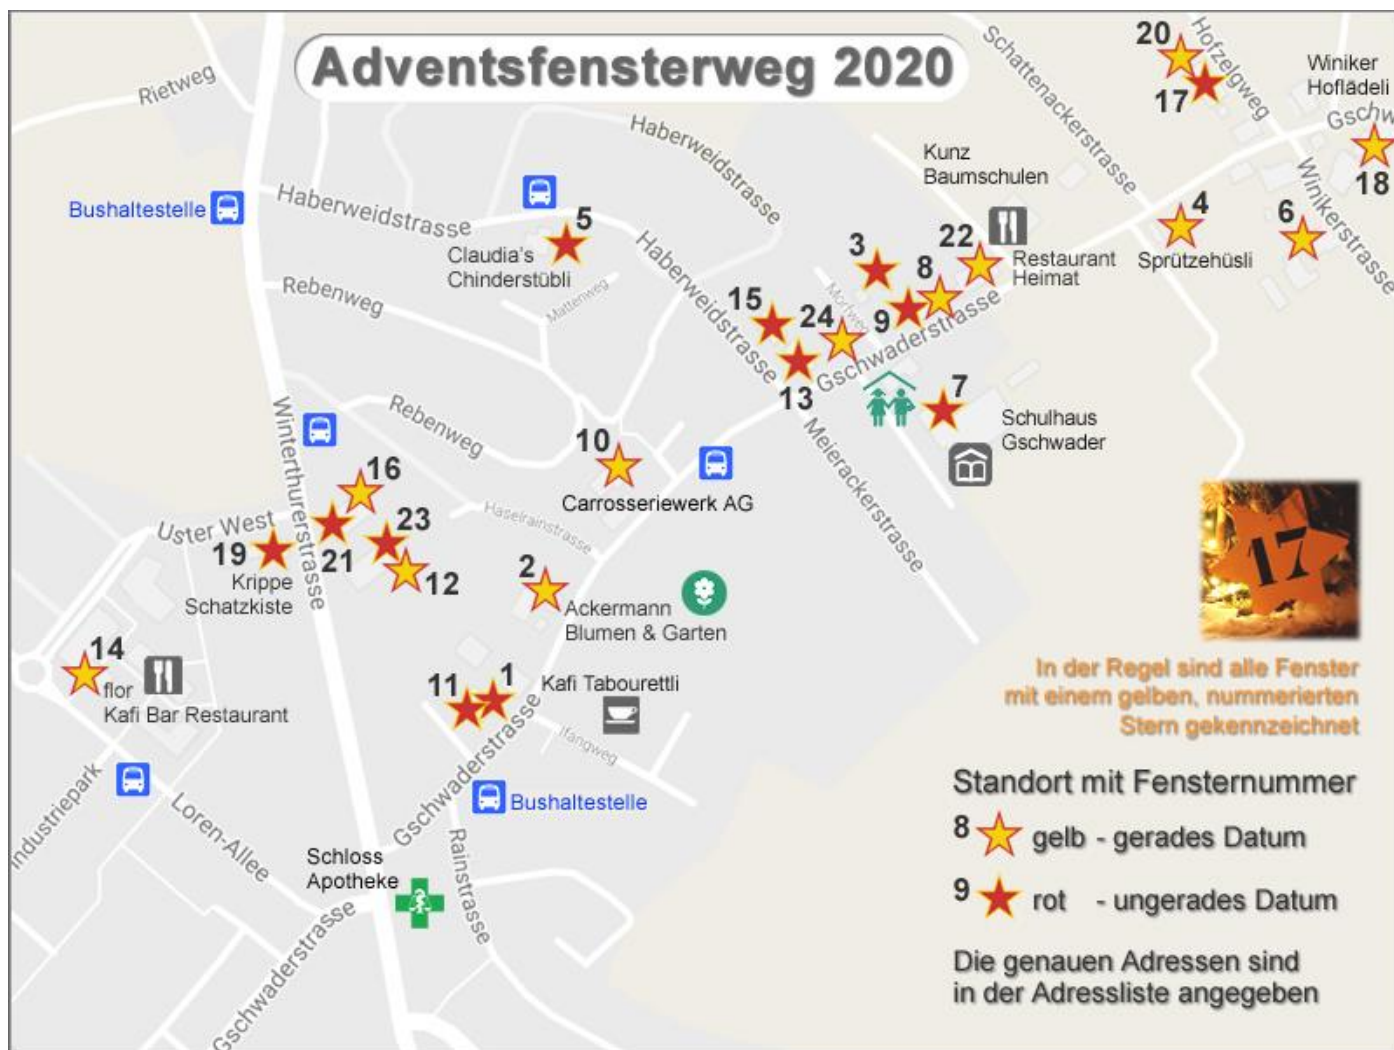 Adventsfensterweg 2020
Rietweg
Haberweidstrasse
Schattenackerstrasse
Hofzelgweg
20
17
Winiker
Hoflädeli
Gschw
18
Winikerstrasse
Kunz
Baumschulen
Bushaltestelle
Haberweidstrasse
5
Claudia's
Chinderstübli
Haberweidstrasse
3
8
22
Restaurant
Heimat
4
Sprützehüsli
6
Rebenweg
Mattenweg
15
24
9
Morfweg
13
Gschwaderstrasse
7
Schulhaus
Gschwader
Winterthurerstrasse
Rebenweg
10
Carrosseriewerk AG
Meierackerstrasse
16
Uster West
19
21
23
12
Krippe
Schatzkiste
Haselrainstrasse
2
Ackermann
Blumen & Garten
17
14
flor
Kafi Bar Restaurant
11
1
Kafi Tabourettli
Ifangweg
In der Regel sind alle Fenster
mit einem gelben, nummerierten
Stern gekennzeichnet
Industriepark
Loren-Allee
Gschwaderstrasse
Bushaltestelle
Rainstrasse
Schloss
Apotheke
Gschwaderstrasse
Standort mit Fensternummer
8 gelb - gerades Datum
9 rot - ungerades Datum
Die genauen Adressen sind
in der Adressliste angegeben